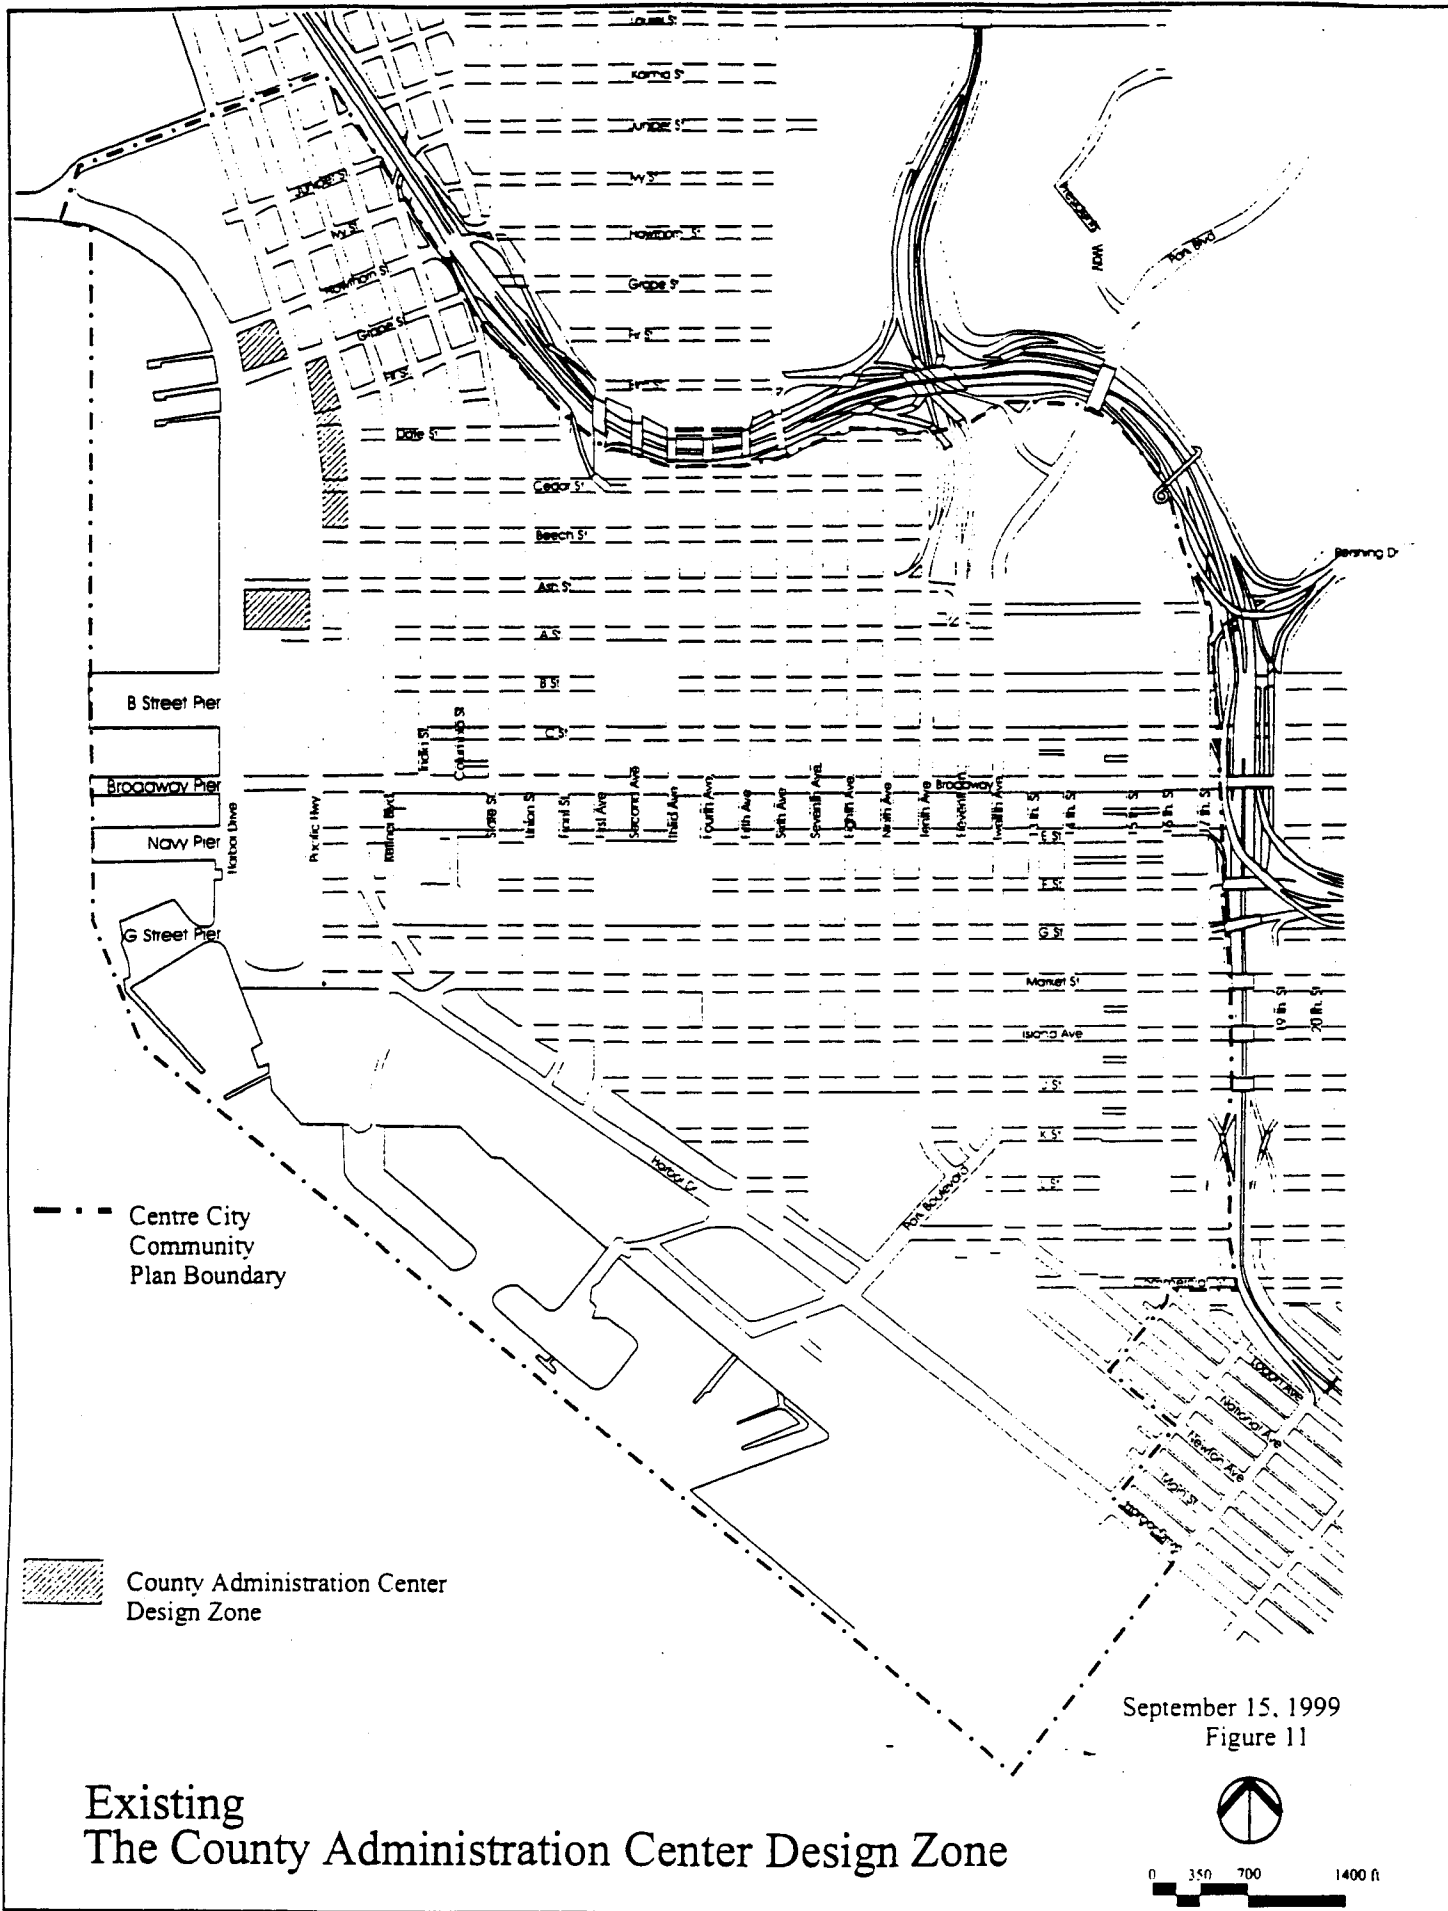 Laurel St
Kalmia St
Juniper St
Ivy St
Hawthorn St
Grape St
Fir St
Elm St
Presidents Way
Park Blvd
Juniper St
Ivy St
Hawthorn St
Grape St
Fir St
Date St
Cedar St
Beech St
Ash St
A St
B St
C St
Pershing Dr
B Street Pier
Broadway Pier
Navy Pier
G Street Pier
Harbor Drive
Pacific Hwy
Kettner Blvd.
India St
Columbia St
State St
Union St
Front St
First Ave
Second Ave
Third Ave
Fourth Ave.
Fifth Ave
Sixth Ave
Seventh Ave.
Eighth Ave.
Ninth Ave
Tenth Ave
Eleventh Ave
Twelfth Ave.
Broadway
13 th. St
14 th. St
15 th. St
16 th. St
17 th. St
E St
F St
G St
Market St
Island Ave
J St
K St
L St
19 th. St
20 th. St
Harbor Dr
Park Boulevard
Commercial
Logan Ave
National Ave
Newton Ave
Main St
Centre City
Community
Plan Boundary
County Administration Center
Design Zone
September 15, 1999
Figure 11
Existing
The County Administration Center Design Zone
0 350 700 1400 ft